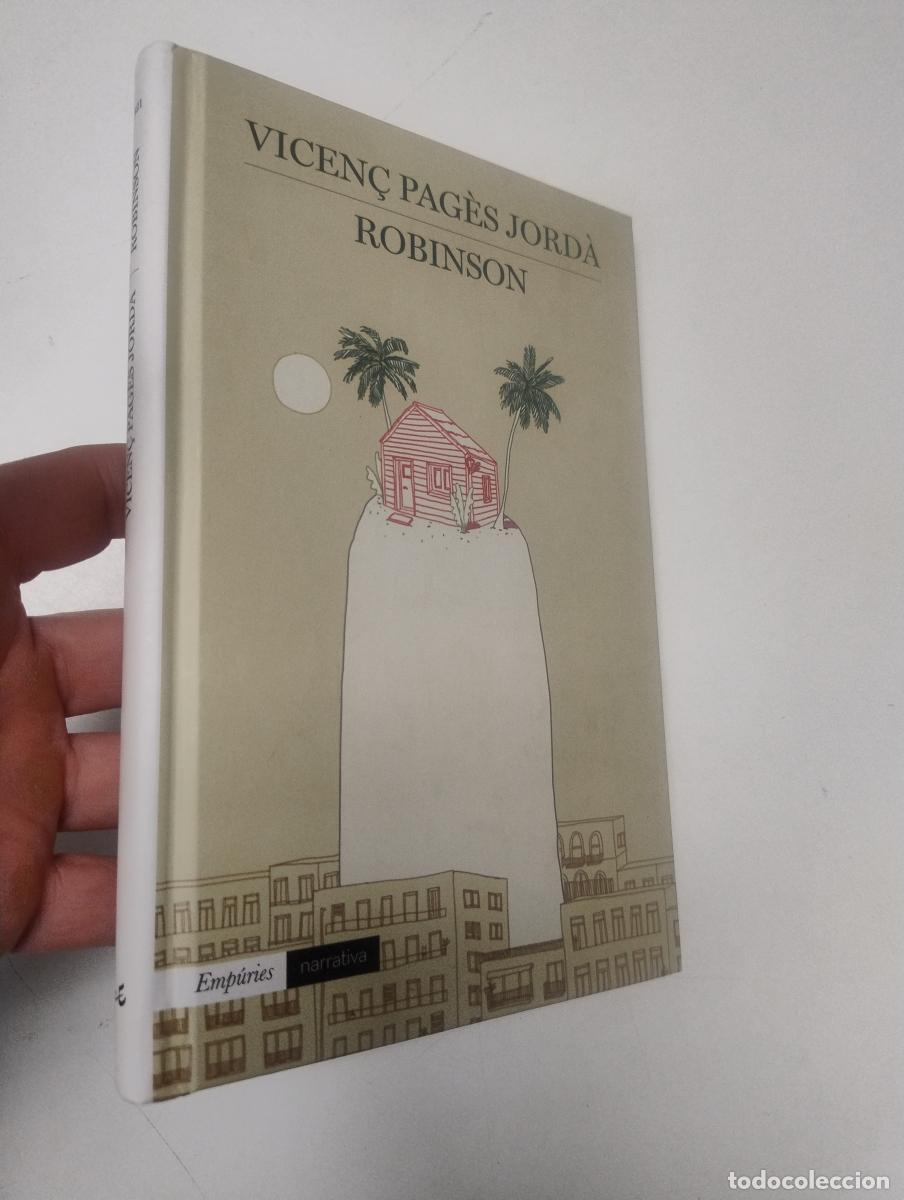 VICENÇ PAGÈS JORDÀ
ROBINSON
VICENÇ PAGÈS JORDÀ | ROBINSON
Empúries
narrativa
todocoleccion